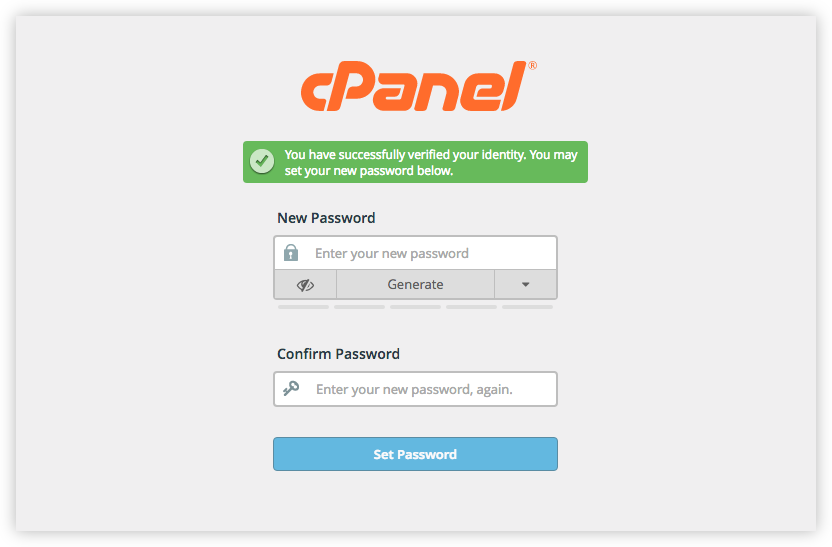 cPanel®
You have successfully verified your identity. You may
set your new password below.
New Password
Enter your new password
Generate
Confirm Password
Enter your new password, again.
Set Password